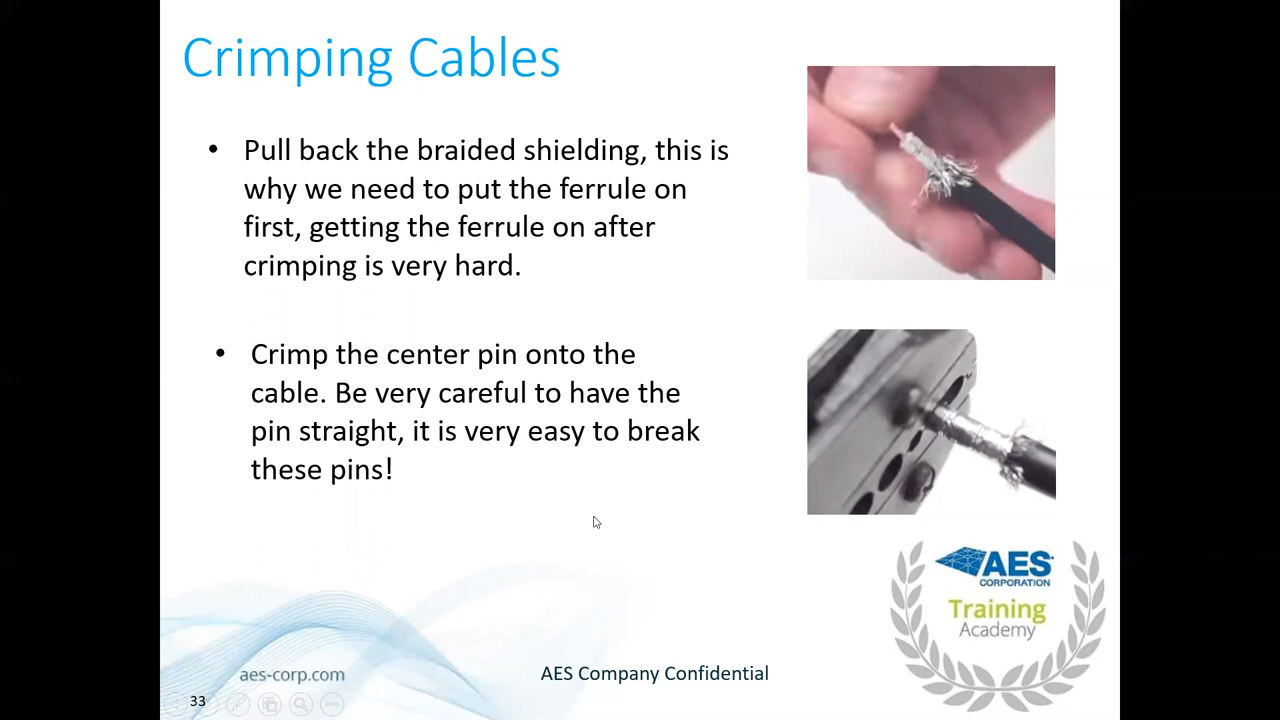 Crimping Cables
• Pull back the braided shielding, this is
why we need to put the ferrule on
first, getting the ferrule on after
crimping is very hard.
• Crimp the center pin onto the
cable. Be very careful to have the
pin straight, it is very easy to break
these pins!
AES
CORPORATION
Training
Academy
aes-corp.com
AES Company Confidential
33